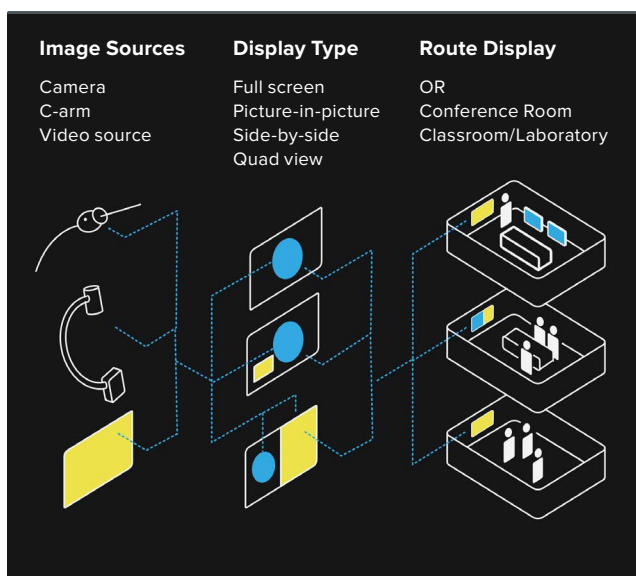 Image Sources
Camera
C-arm
Video source
Display Type
Full screen
Picture-in-picture
Side-by-side
Quad view
Route Display
OR
Conference Room
Classroom/Laboratory